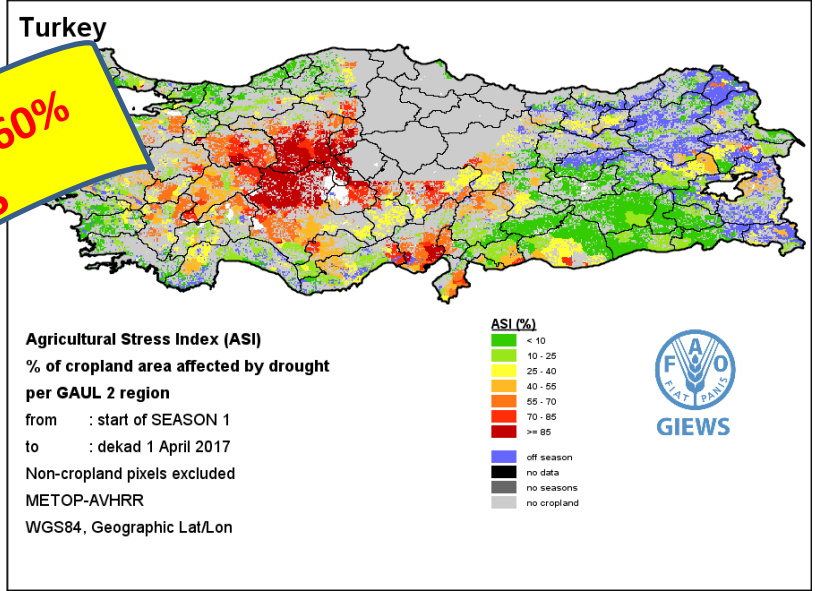 Turkey
60%
Agricultural Stress Index (ASI)
% of cropland area affected by drought
per GAUL 2 region
from : start of SEASON 1
to : dekad 1 April 2017
Non-cropland pixels excluded
METOP-AVHRR
WGS84, Geographic Lat/Lon
ASI (%)
< 10
10 - 25
25 - 40
40 - 55
55 - 70
70 - 85
>= 85
off season
no data
no seasons
no cropland
F A O
FIAT PANIS
GIEWS